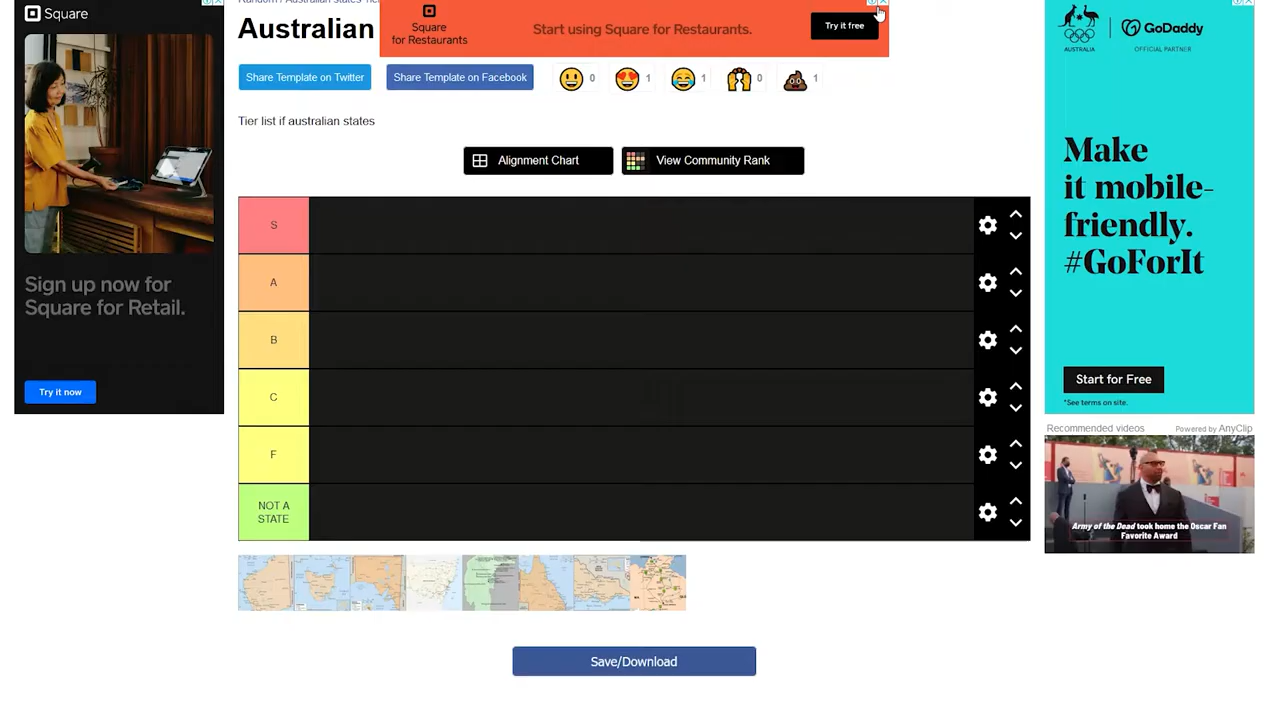 Square
Random / Australian states
Australian
Square
for Restaurants
Start using Square for Restaurants.
Try it free
AUSTRALIA
GoDaddy
OFFICIAL PARTNER
Share Template on Twitter
Share Template on Facebook
0
1
1
0
1
Tier list if australian states
Alignment Chart
View Community Rank
Make
it mobile-
friendly.
#GoForIt
Start for Free
*See terms on site.
Sign up now for
Square for Retail.
Try it now
S
A
B
C
F
NOT A
STATE
Recommended videos
Powered by AnyClip
Army of the Dead took home the Oscar Fan
Favorite Award
Save/Download